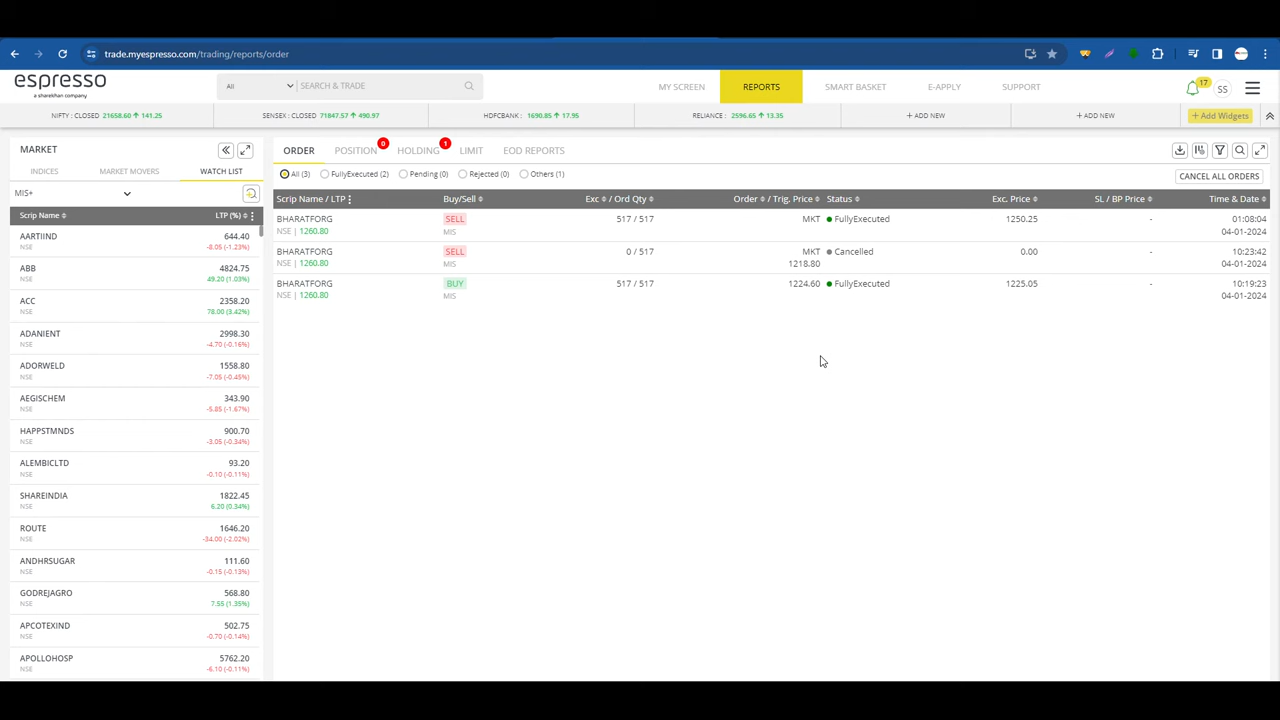 trade.myespresso.com/trading/reports/order
espresso
a sharekhan company
All
SEARCH & TRADE
MY SCREEN
REPORTS
SMART BASKET
E-APPLY
SUPPORT
17
SS
NIFTY : CLOSED 21658.60 ↑ 141.25
SENSEX : CLOSED 71847.57 ↑ 490.97
HDFCBANK : 1690.85 ↑ 17.95
RELIANCE : 2596.65 ↑ 13.35
+ ADD NEW
+ ADD NEW
+ Add Widgets
MARKET
INDICES
MARKET MOVERS
WATCH LIST
MIS+
Scrip Name
LTP (%)
AARTIIND 644.40
NSE -8.05 (-1.23%)
ABB 4824.75
NSE 49.20 (1.03%)
ACC 2358.20
NSE 78.00 (3.42%)
ADANIENT 2998.30
NSE -4.70 (-0.16%)
ADORWELD 1558.80
NSE -7.05 (-0.45%)
AEGISCHEM 343.90
NSE -5.85 (-1.67%)
HAPPSTMNDS 900.70
NSE -3.05 (-0.34%)
ALEMBICLTD 93.20
NSE -0.10 (-0.11%)
SHAREINDIA 1822.45
NSE 6.20 (0.34%)
ROUTE 1646.20
NSE -34.00 (-2.02%)
ANDHRSUGAR 111.60
NSE -0.15 (-0.13%)
GODREJAGRO 568.80
NSE 7.55 (1.35%)
APCOTEXIND 502.75
NSE -0.70 (-0.14%)
APOLLOHOSP 5762.20
NSE -6.10 (-0.11%)
ORDER
POSITION 0
HOLDING 1
LIMIT
EOD REPORTS
All (3)
FullyExecuted (2)
Pending (0)
Rejected (0)
Others (1)
CANCEL ALL ORDERS
Scrip Name / LTP Buy/Sell Exc / Ord Qty Order / Trig. Price Status Exc. Price SL / BP Price Time & Date
BHARATFORG SELL 517 / 517 MKT FullyExecuted 1250.25 - 01:08:04
NSE | 1260.80 MIS 04-01-2024
BHARATFORG SELL 0 / 517 MKT Cancelled 0.00 - 10:23:42
NSE | 1260.80 MIS 1218.80 04-01-2024
BHARATFORG BUY 517 / 517 1224.60 FullyExecuted 1225.05 - 10:19:23
NSE | 1260.80 MIS 04-01-2024